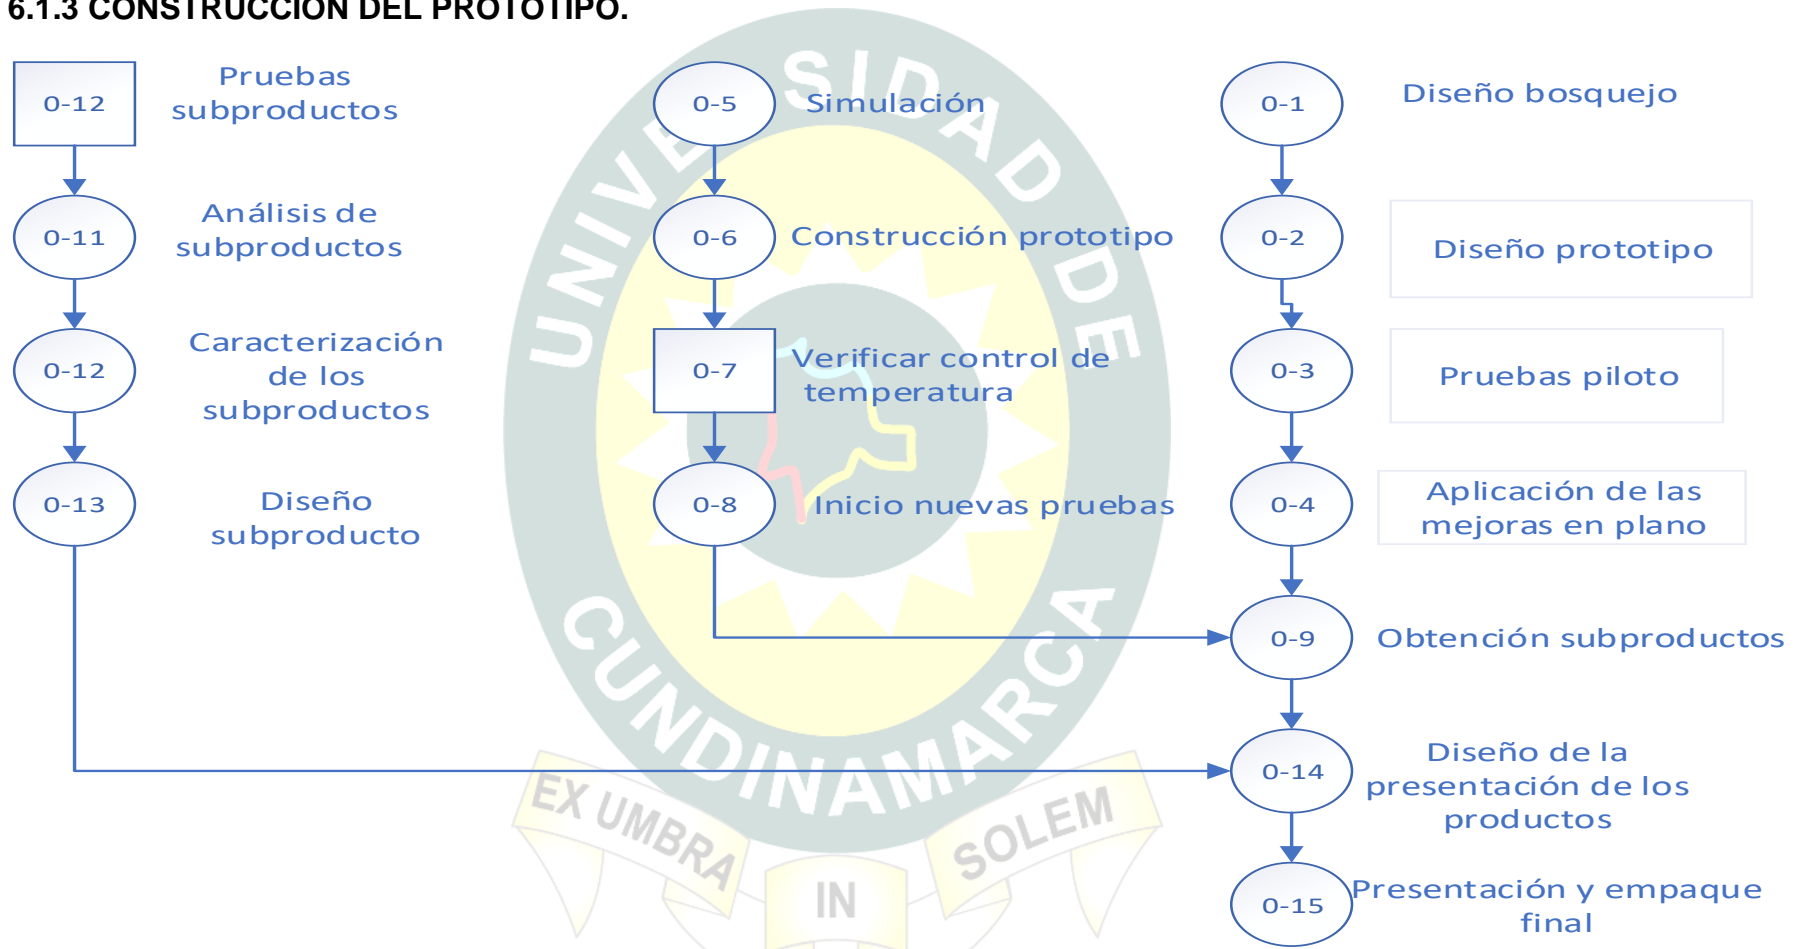 6.1.3 CONSTRUCCIÓN DEL PROTOTIPO.
0-12
Pruebas
subproductos
0-11
Análisis de
subproductos
0-12
Caracterización
de los
subproductos
0-13
Diseño
subproducto
0-5
Simulación
0-6
Construcción prototipo
0-7
Verificar control de
temperatura
0-8
Inicio nuevas pruebas
0-1
Diseño bosquejo
0-2
Diseño prototipo
0-3
Pruebas piloto
0-4
Aplicación de las
mejoras en plano
0-9
Obtención subproductos
0-14
Diseño de la
presentación de los
productos
0-15
Presentación y empaque
final
UNIVERSIDAD DE
CUNDINAMARCA
EX UMBRA
IN
SOLEM